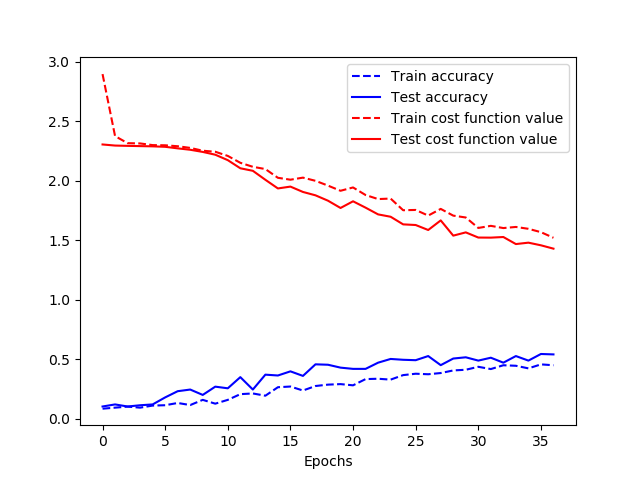 3.0
2.5
2.0
1.5
1.0
0.5
0.0
Train accuracy
Test accuracy
Train cost function value
Test cost function value
0 5 10 15 20 25 30 35
Epochs